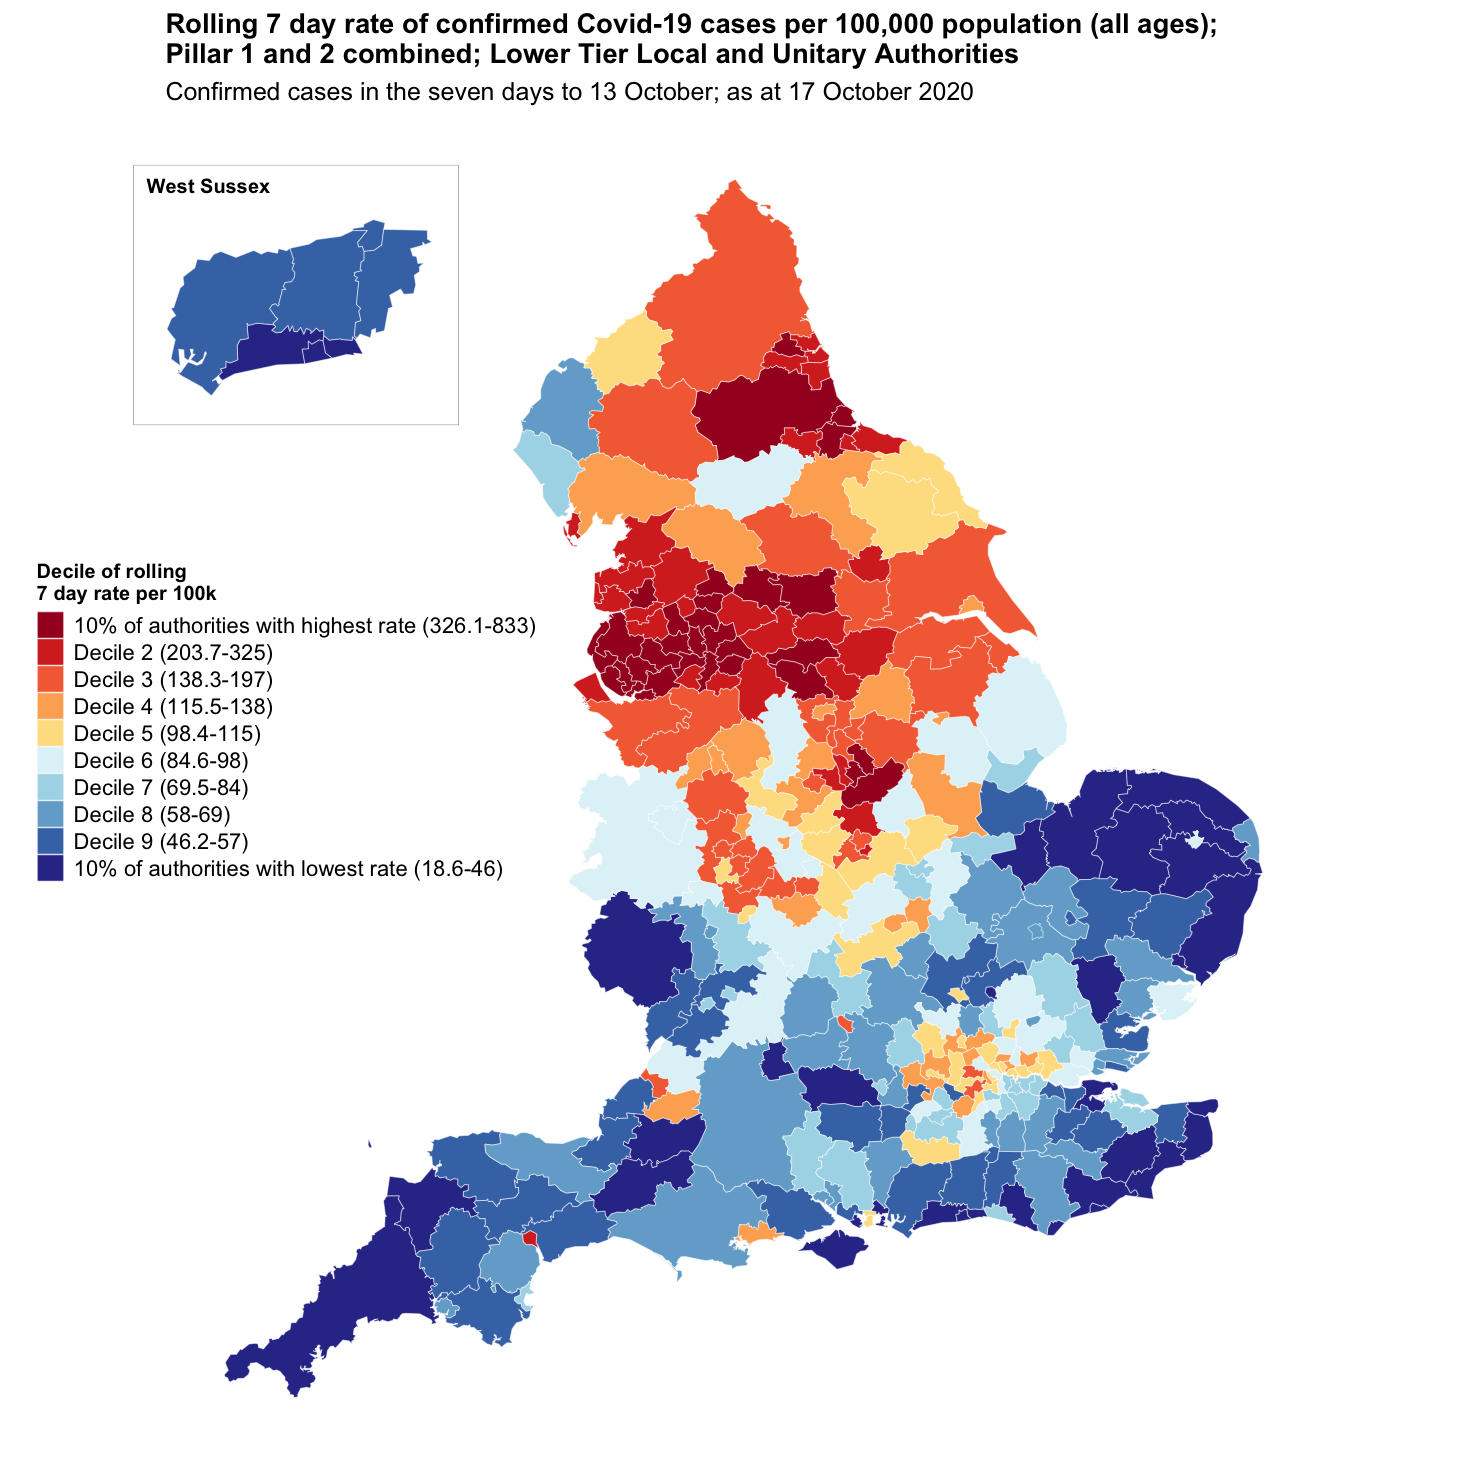 Rolling 7 day rate of confirmed Covid-19 cases per 100,000 population (all ages);
Pillar 1 and 2 combined; Lower Tier Local and Unitary Authorities
Confirmed cases in the seven days to 13 October; as at 17 October 2020
West Sussex
Decile of rolling
7 day rate per 100k
10% of authorities with highest rate (326.1-833)
Decile 2 (203.7-325)
Decile 3 (138.3-197)
Decile 4 (115.5-138)
Decile 5 (98.4-115)
Decile 6 (84.6-98)
Decile 7 (69.5-84)
Decile 8 (58-69)
Decile 9 (46.2-57)
10% of authorities with lowest rate (18.6-46)